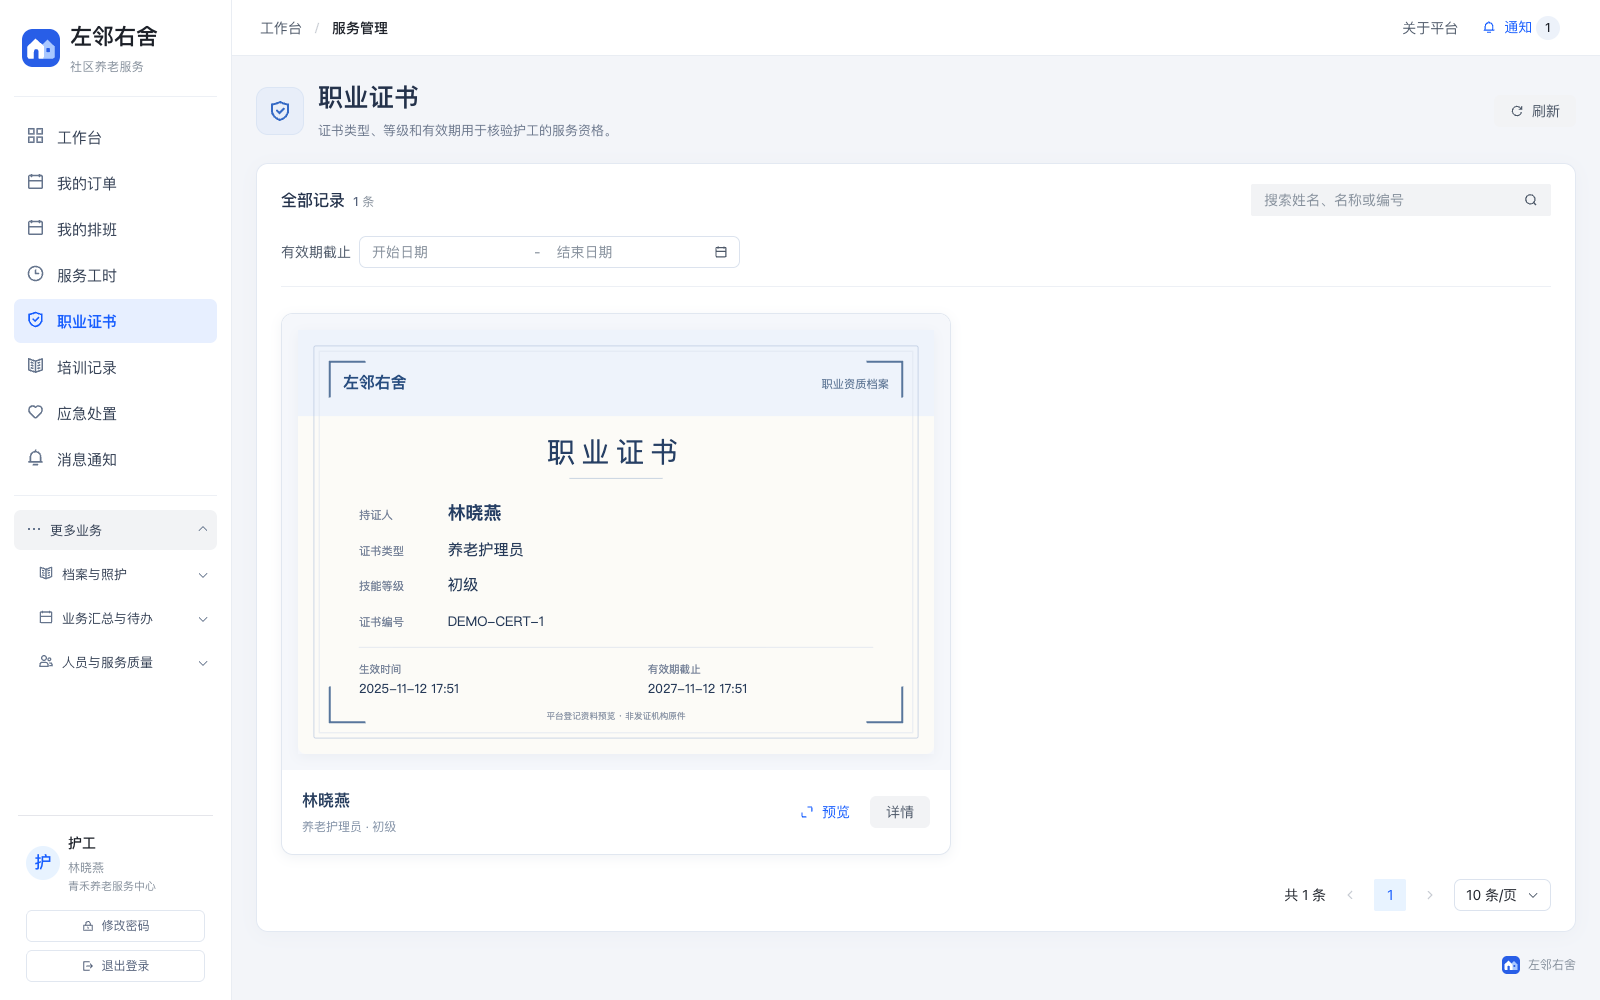 左邻右舍
社区养老服务
工作台
我的订单
我的排班
服务工时
职业证书
培训记录
应急处置
消息通知
更多业务
档案与照护
业务汇总与待办
人员与服务质量
护
护工
林晓燕
青禾养老服务中心
修改密码
退出登录
工作台 / 服务管理
关于平台 通知 1
职业证书
证书类型、等级和有效期用于核验护工的服务资格。
刷新
全部记录 1 条
搜索姓名、名称或编号
有效期截止 开始日期 - 结束日期
左邻右舍 职业资质档案
职业证书
持证人 林晓燕
证书类型 养老护理员
技能等级 初级
证书编号 DEMO-CERT-1
生效时间 有效期截止
2025-11-12 17:51 2027-11-12 17:51
平台登记资料预览 · 非发证机构原件
林晓燕
养老护理员 · 初级
预览 详情
共 1 条 1 10 条/页
左邻右舍